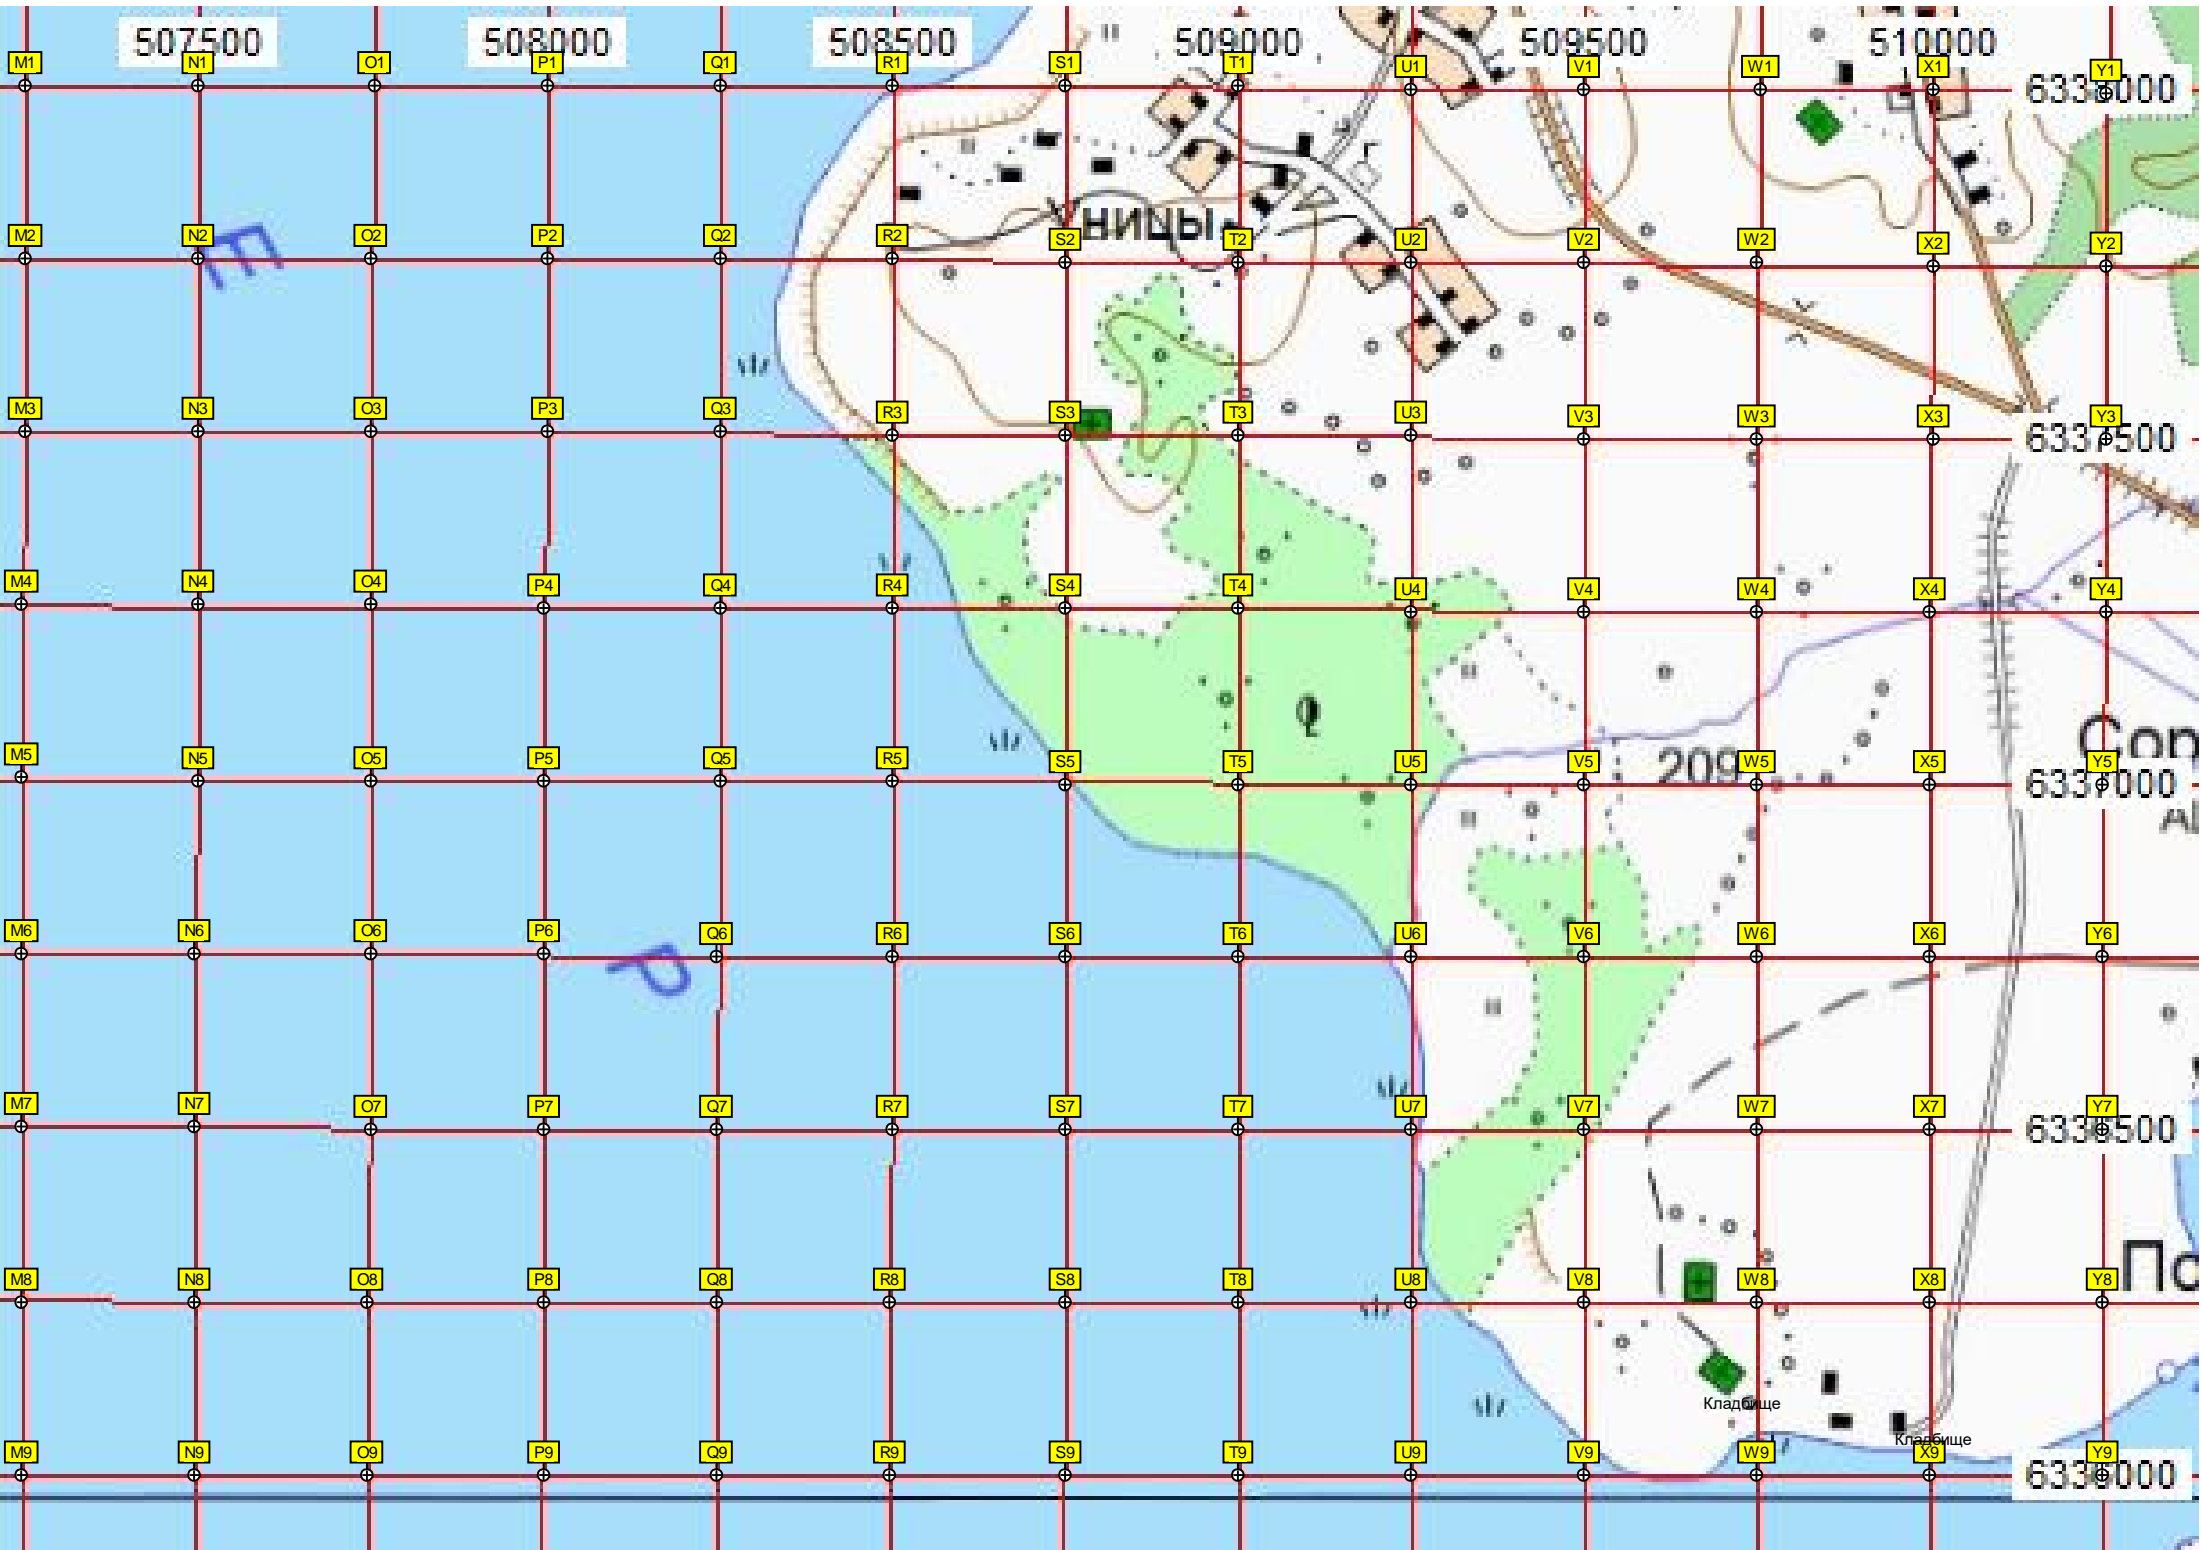 507500 508000 508500 509000 509500 510000
M1 N1 O1 P1 Q1 R1 S1 T1 U1 V1 W1 X1 Y1
6338000
Г
НИЦЫ
М2 N2 O2 P2 Q2 R2 S2 T2 U2 V2 W2 X2 Y2
Е
M3 N3 O3 P3 Q3 R3 S3 T3 U3 V3 W3 X3 Y3
6337500
M4 N4 O4 P4 Q4 R4 S4 T4 U4 V4 W4 X4 Y4
Сор
209
M5 N5 O5 P5 Q5 R5 S5 T5 U5 V5 W5 X5 Y5
6337000
M6 N6 O6 P6 Q6 R6 S6 T6 U6 V6 W6 X6 Y6
Р
M7 N7 O7 P7 Q7 R7 S7 T7 U7 V7 W7 X7 Y7
6336500
По
M8 N8 O8 P8 Q8 R8 S8 T8 U8 V8 W8 X8 Y8
Кладбище
Кладбище
M9 N9 O9 P9 Q9 R9 S9 T9 U9 V9 W9 X9 Y9
6336000